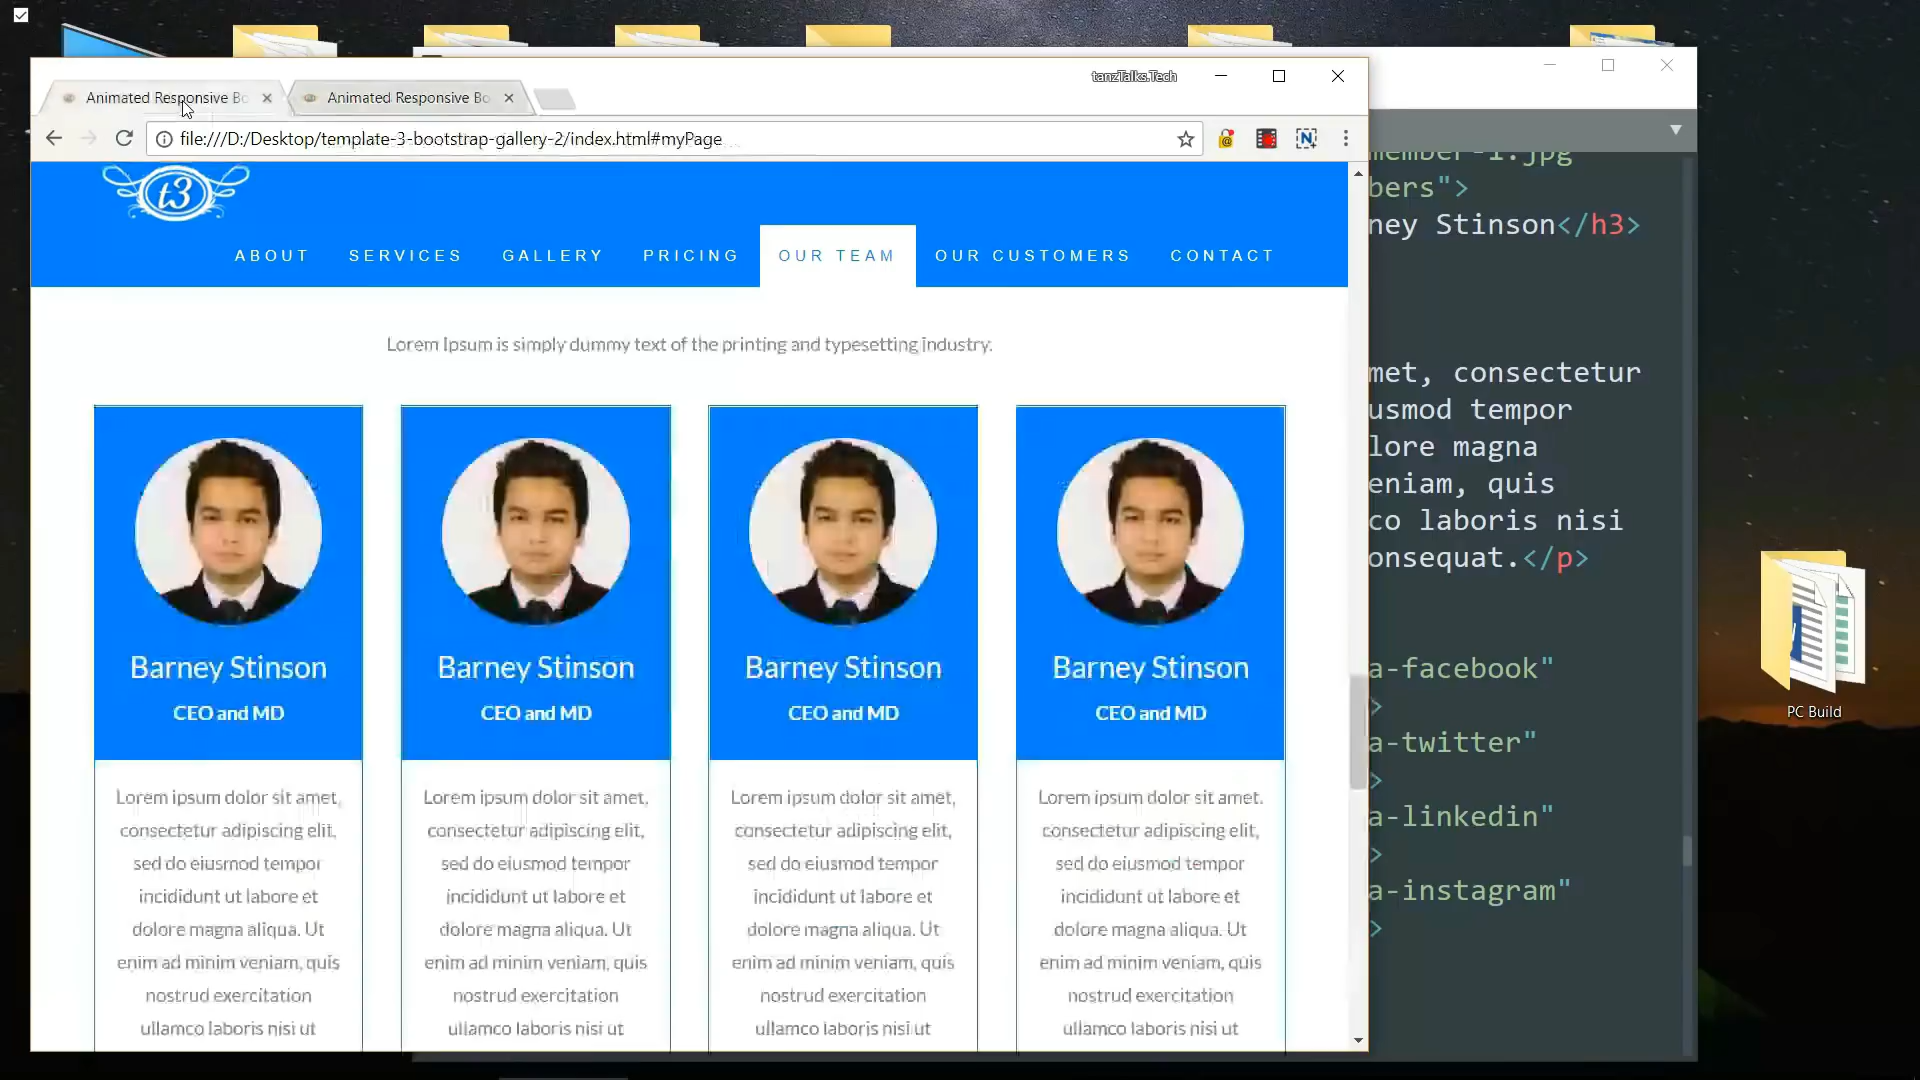 tanzTalks.Tech
Animated Responsive Bo
Animated Responsive Bo
file:///D:/Desktop/template-3-bootstrap-gallery-2/index.html#myPage
t3
ABOUT SERVICES GALLERY PRICING OUR TEAM OUR CUSTOMERS CONTACT
Lorem Ipsum is simply dummy text of the printing and typesetting industry.
Barney Stinson
CEO and MD
Lorem ipsum dolor sit amet,
consectetur adipiscing elit,
sed do eiusmod tempor
incididunt ut labore et
dolore magna aliqua. Ut
enim ad minim veniam, quis
nostrud exercitation
ullamco laboris nisi ut
Barney Stinson
CEO and MD
Lorem ipsum dolor sit amet,
consectetur adipiscing elit,
sed do eiusmod tempor
incididunt ut labore et
dolore magna aliqua. Ut
enim ad minim veniam, quis
nostrud exercitation
ullamco laboris nisi ut
Barney Stinson
CEO and MD
Lorem ipsum dolor sit amet,
consectetur adipiscing elit,
sed do eiusmod tempor
incididunt ut labore et
dolore magna aliqua. Ut
enim ad minim veniam, quis
nostrud exercitation
ullamco laboris nisi ut
Barney Stinson
CEO and MD
Lorem ipsum dolor sit amet,
consectetur adipiscing elit,
sed do eiusmod tempor
incididunt ut labore et
dolore magna aliqua. Ut
enim ad minim veniam, quis
nostrud exercitation
ullamco laboris nisi ut
member-1.jpg
bers">
ney Stinson</h3>
met, consectetur
usmod tempor
lore magna
eniam, quis
co laboris nisi
onsequat.</p>
a-facebook"
>
a-twitter"
>
a-linkedin"
>
a-instagram"
>
PC Build